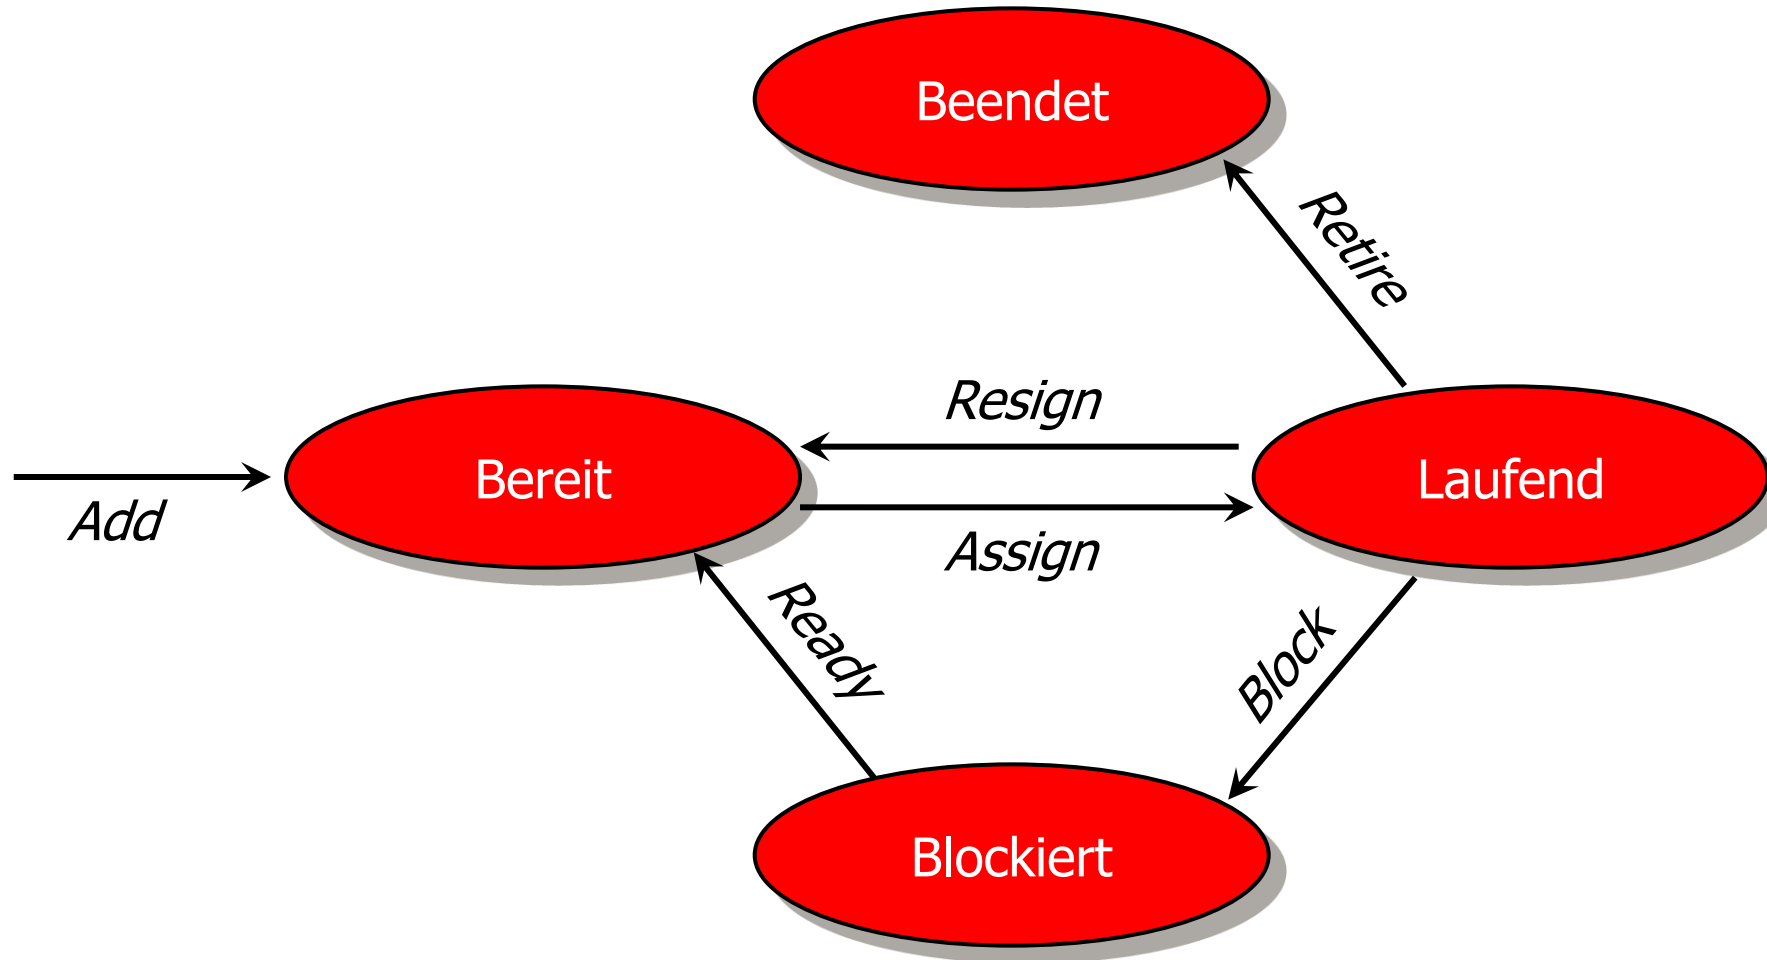 Beendet
Retire
Resign
Bereit
Laufend
Add
Assign
Ready
Block
Blockiert